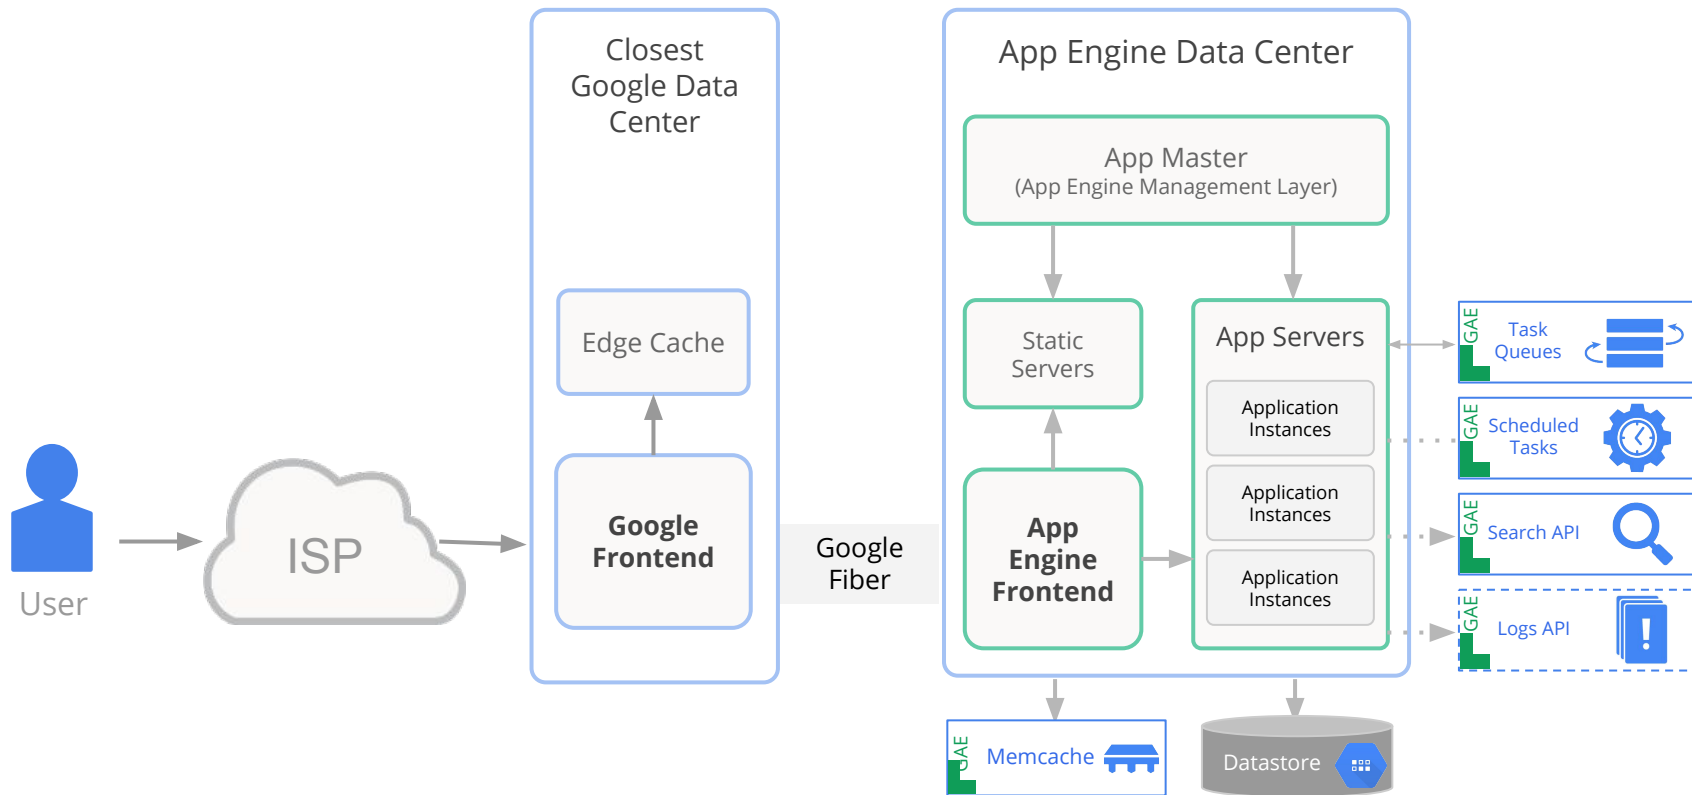 Closest
Google Data
Center
Edge Cache
Google
Frontend
User
ISP
Google
Fiber
App Engine Data Center
App Master
(App Engine Management Layer)
Static
Servers
App
Engine
Frontend
App Servers
Application
Instances
Application
Instances
Application
Instances
GAE
Task
Queues
GAE
Scheduled
Tasks
GAE
Search API
GAE
Logs API
!
GAE
Memcache
Datastore